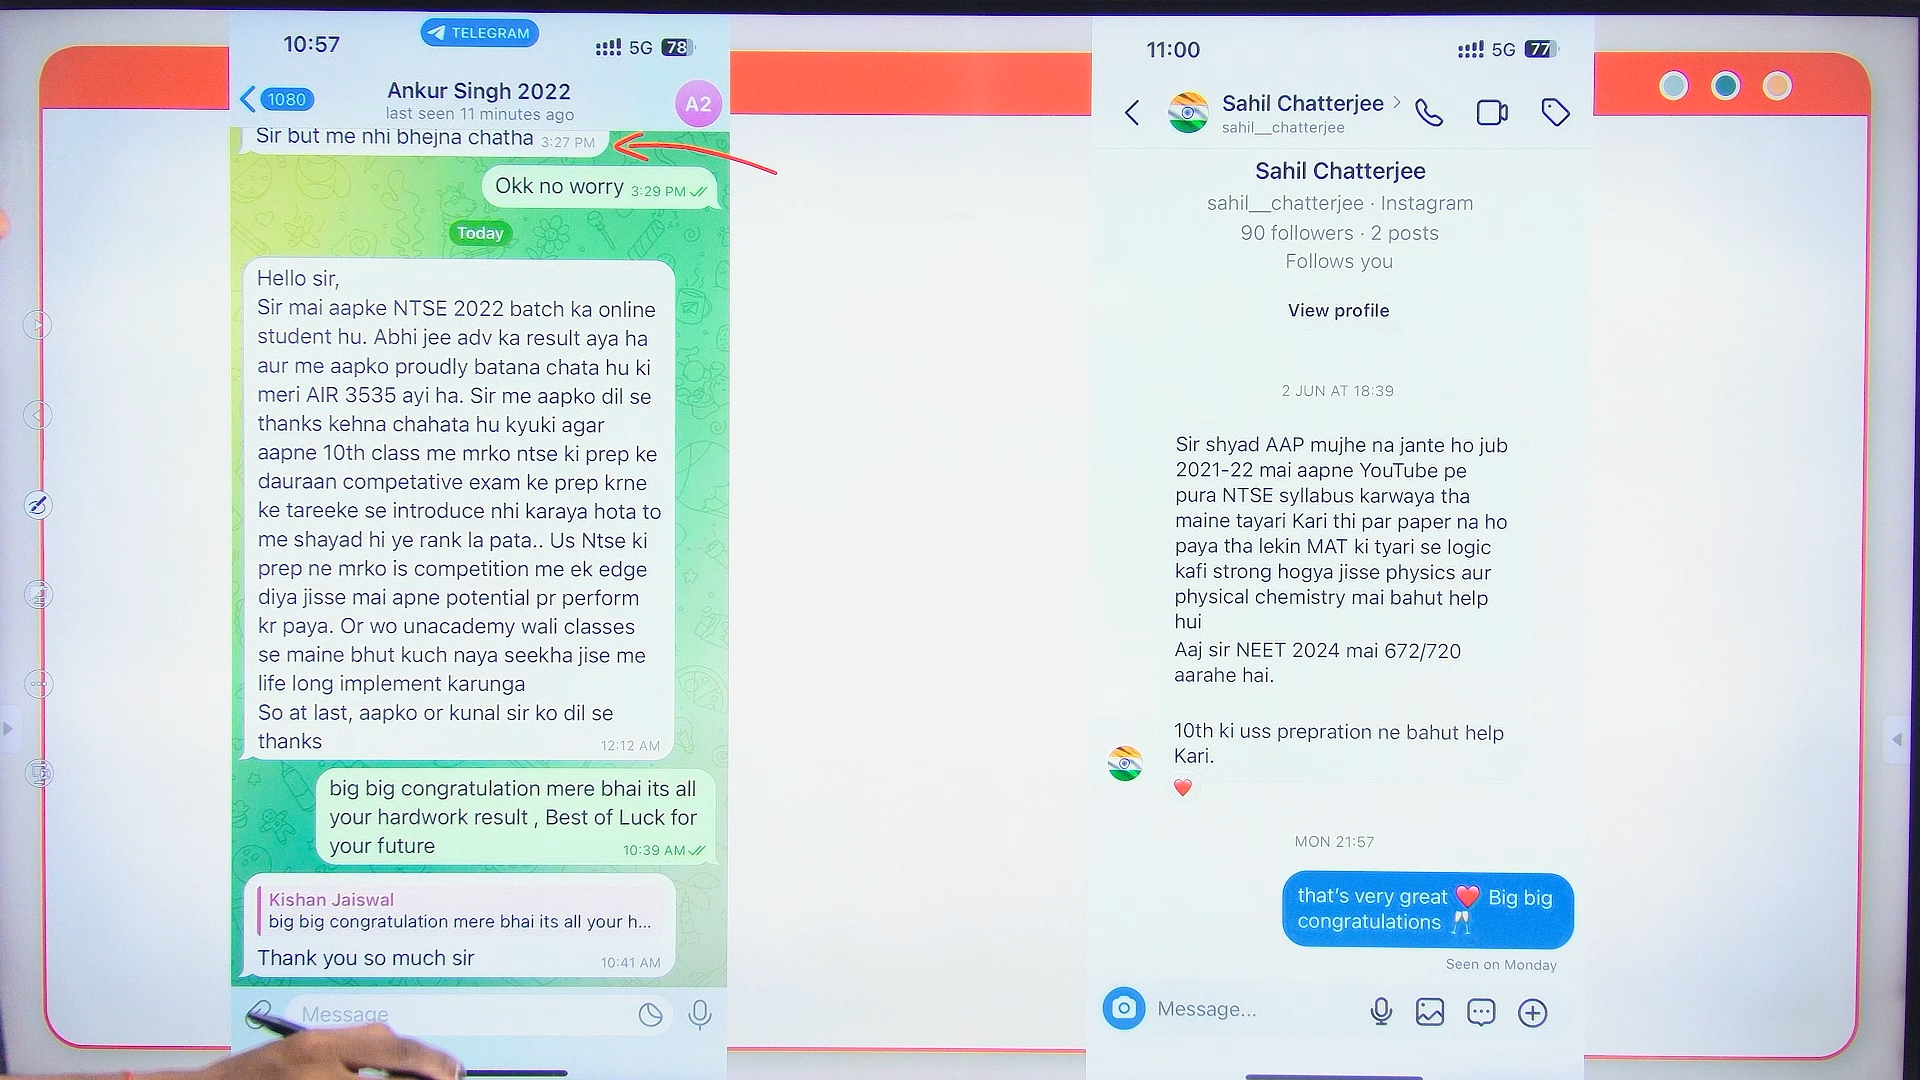 10:57
TELEGRAM
5G 78
1080
Ankur Singh 2022
last seen 11 minutes ago
A2
Sir but me nhi bhejna chatha 3:27 PM
Okk no worry 3:29 PM
Today
Hello sir,
Sir mai aapke NTSE 2022 batch ka online
student hu. Abhi jee adv ka result aya ha
aur me aapko proudly batana chata hu ki
meri AIR 3535 ayi ha. Sir me aapko dil se
thanks kehna chahata hu kyuki agar
aapne 10th class me mrko ntse ki prep ke
dauraan competative exam ke prep krne
ke tareeke se introduce nhi karaya hota to
me shayad hi ye rank la pata.. Us Ntse ki
prep ne mrko is competition me ek edge
diya jisse mai apne potential pr perform
kr paya. Or wo unacademy wali classes
se maine bhut kuch naya seekha jise me
life long implement karunga
So at last, aapko or kunal sir ko dil se
thanks 12:12 AM
big big congratulation mere bhai its all
your hardwork result , Best of Luck for
your future 10:39 AM
Kishan Jaiswal
big big congratulation mere bhai its all your h...
Thank you so much sir 10:41 AM
Message
11:00
5G 77
Sahil Chatterjee
sahil__chatterjee
Sahil Chatterjee
sahil__chatterjee · Instagram
90 followers · 2 posts
Follows you
View profile
2 JUN AT 18:39
Sir shyad AAP mujhe na jante ho jub
2021-22 mai aapne YouTube pe
pura NTSE syllabus karwaya tha
maine tayari Kari thi par paper na ho
paya tha lekin MAT ki tyari se logic
kafi strong hogya jisse physics aur
physical chemistry mai bahut help
hui
Aaj sir NEET 2024 mai 672/720
aarahe hai.
10th ki uss prepration ne bahut help
Kari.
MON 21:57
that's very great ❤️ Big big
congratulations 🥂
Seen on Monday
Message...